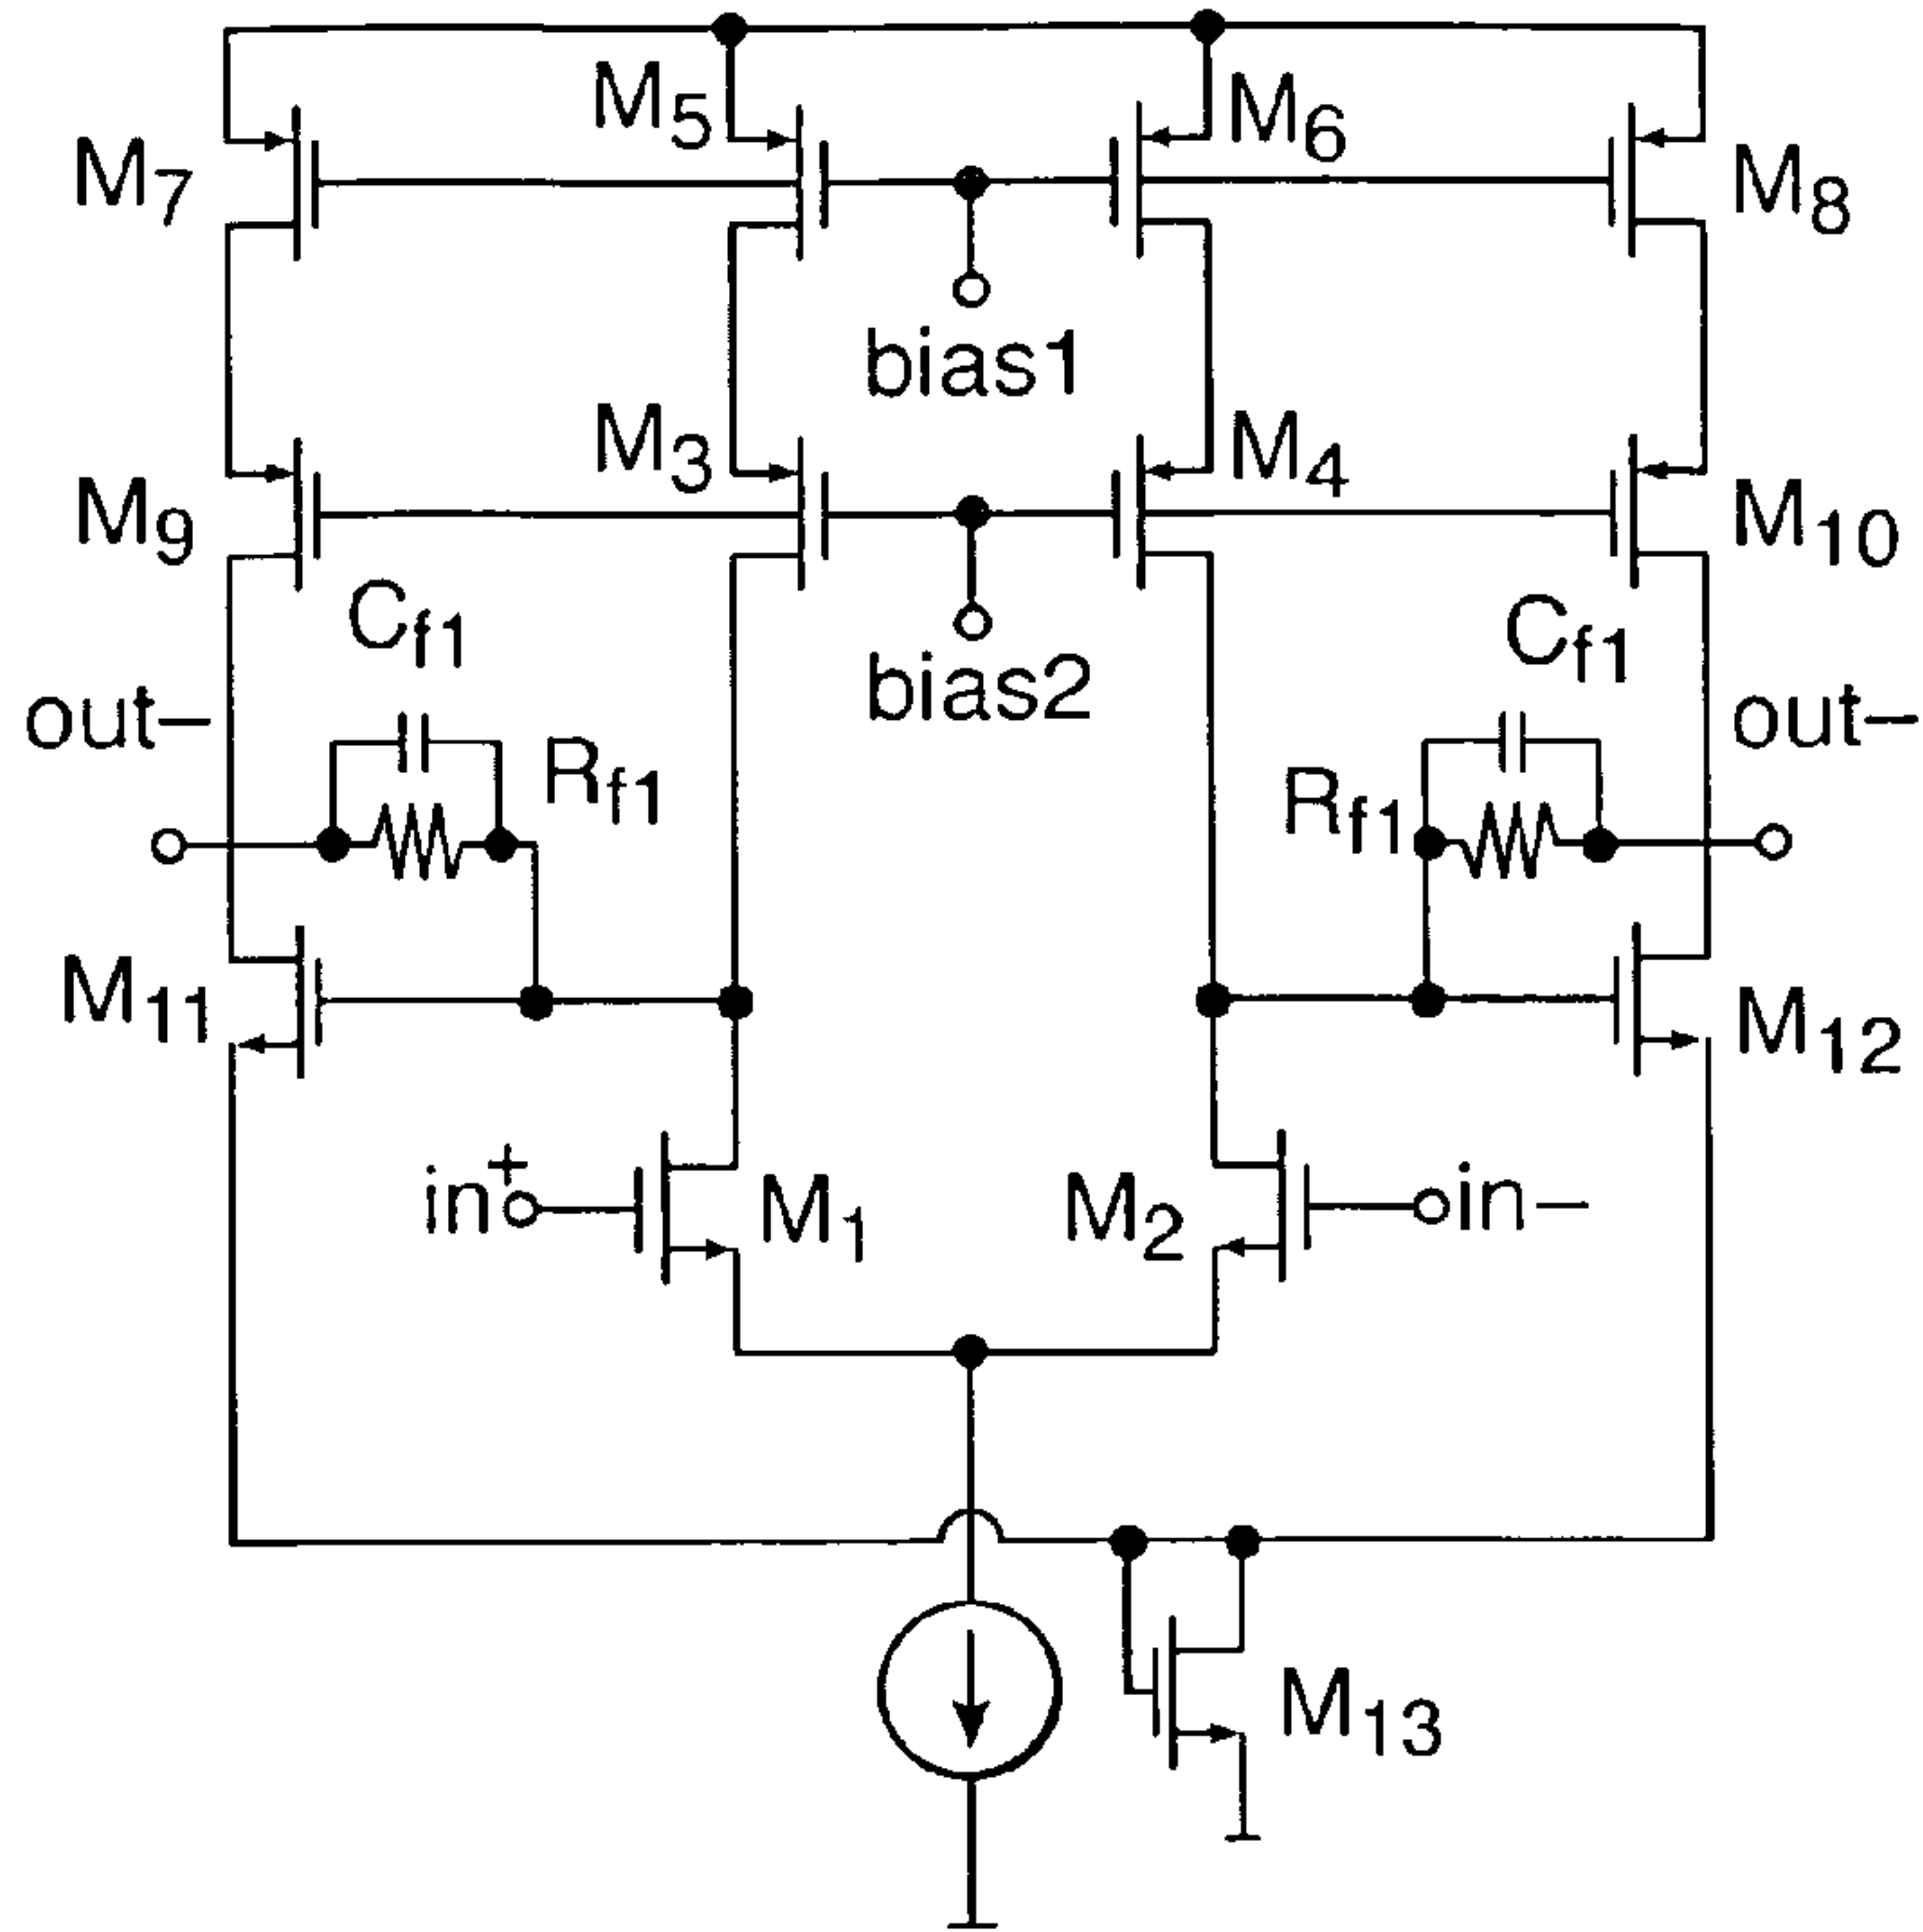 M5
M6
M7
M8
bias1
M3
M4
M9
M10
Cf1
Cf1
bias2
out–
out–
Rf1
Rf1
M11
M12
in+
M1
M2
in–
M13